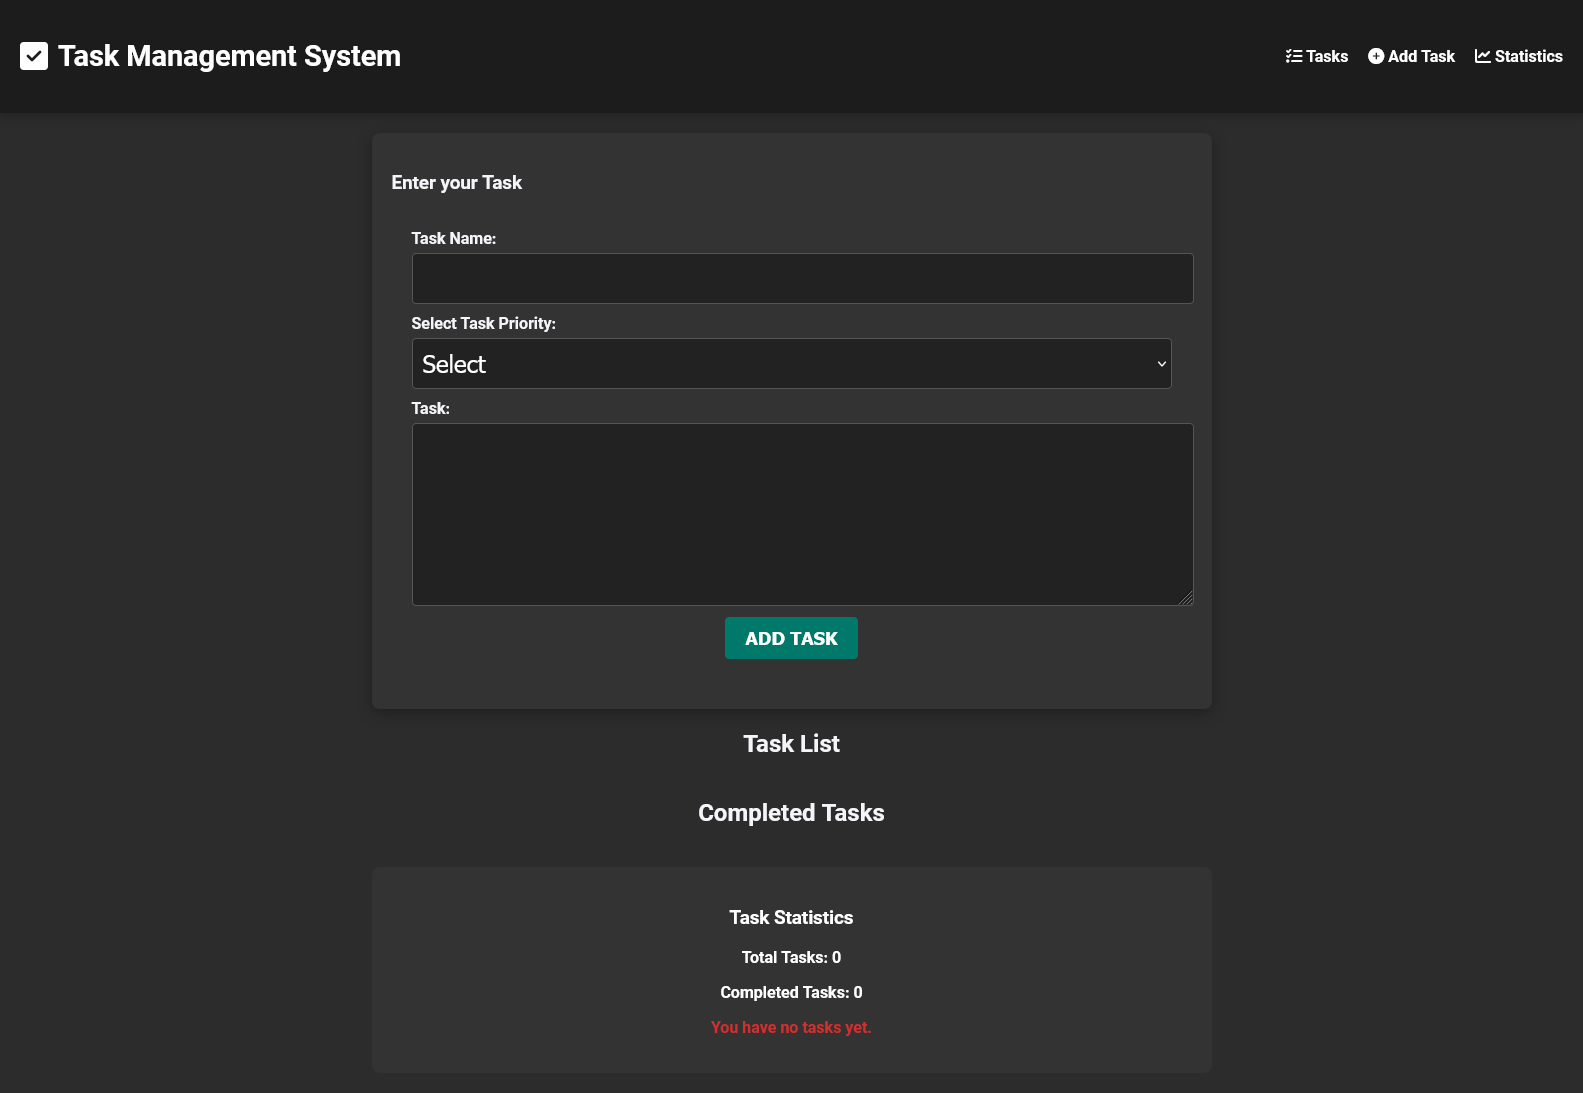 Task Management System
Tasks
Add Task
Statistics
Enter your Task
Task Name:
Select Task Priority:
Select
Task:
ADD TASK
Task List
Completed Tasks
Task Statistics
Total Tasks: 0
Completed Tasks: 0
You have no tasks yet.